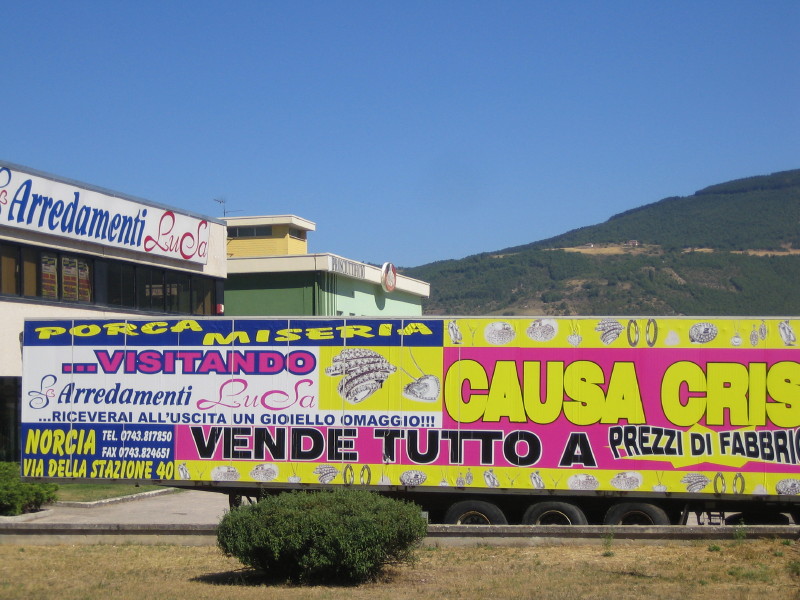 Arredamenti LuSa
PORCA MISERIA
...VISITANDO
Arredamenti LuSa
...RICEVERAI ALL'USCITA UN GIOIELLO OMAGGIO!!!
NORCIA TEL 0743.817850
FAX 0743.824651
VIA DELLA STAZIONE 40
CAUSA CRIS
VENDE TUTTO A PREZZI DI FABBRIC